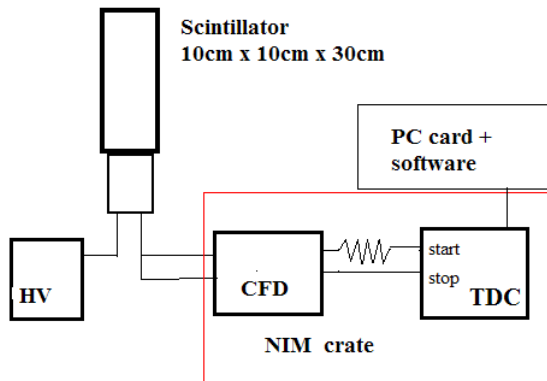 Scintillator
10cm x 10cm x 30cm
PC card +
software
start
stop
HV
CFD
TDC
NIM crate